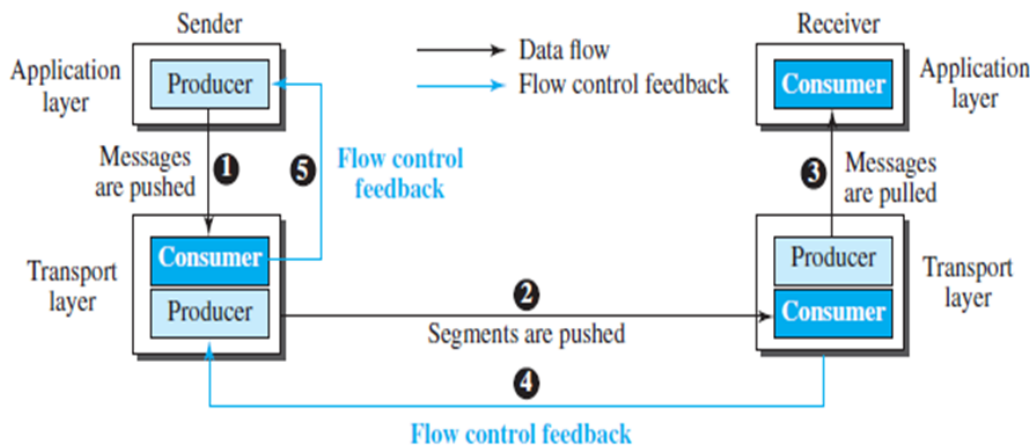 Sender
Receiver
Data flow
Flow control feedback
Application
layer
Producer
Consumer
Application
layer
Messages
are pushed
1
5
Flow control
feedback
3
Messages
are pulled
Transport
layer
Consumer
Producer
2
Segments are pushed
Producer
Consumer
Transport
layer
4
Flow control feedback